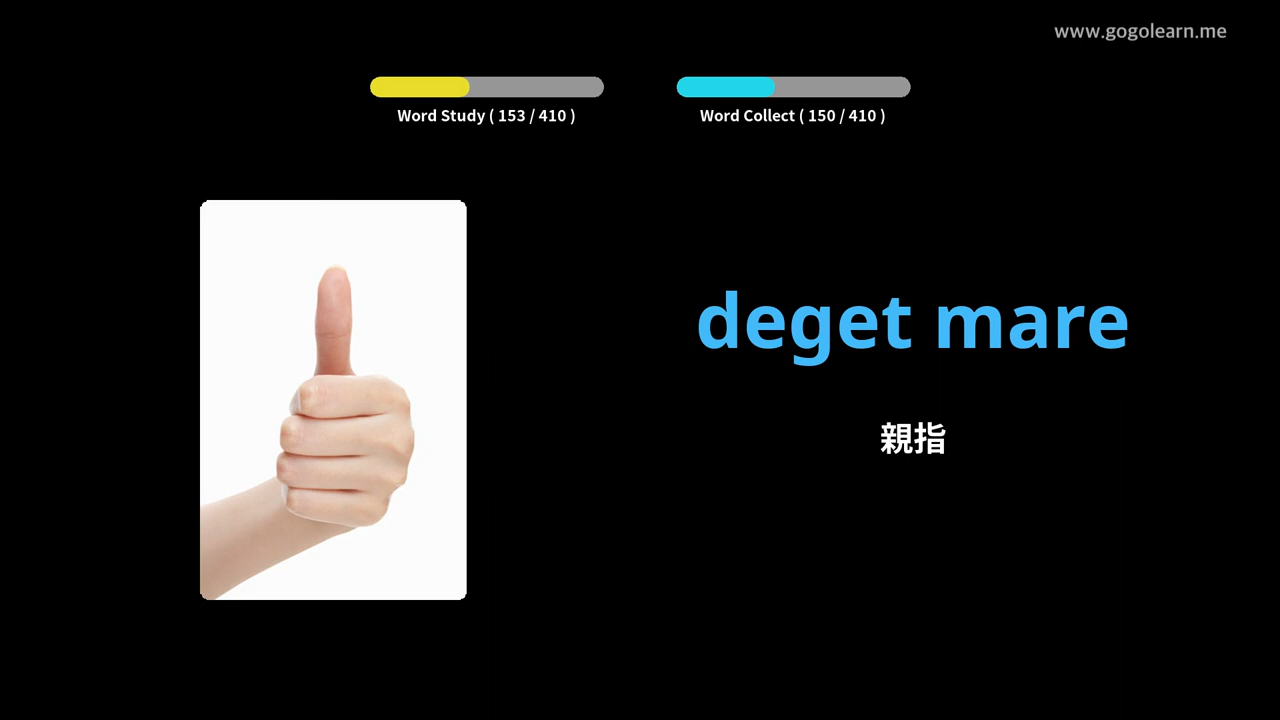 www.gogolearn.me
Word Study ( 153 / 410 )
Word Collect ( 150 / 410 )
deget mare
親指